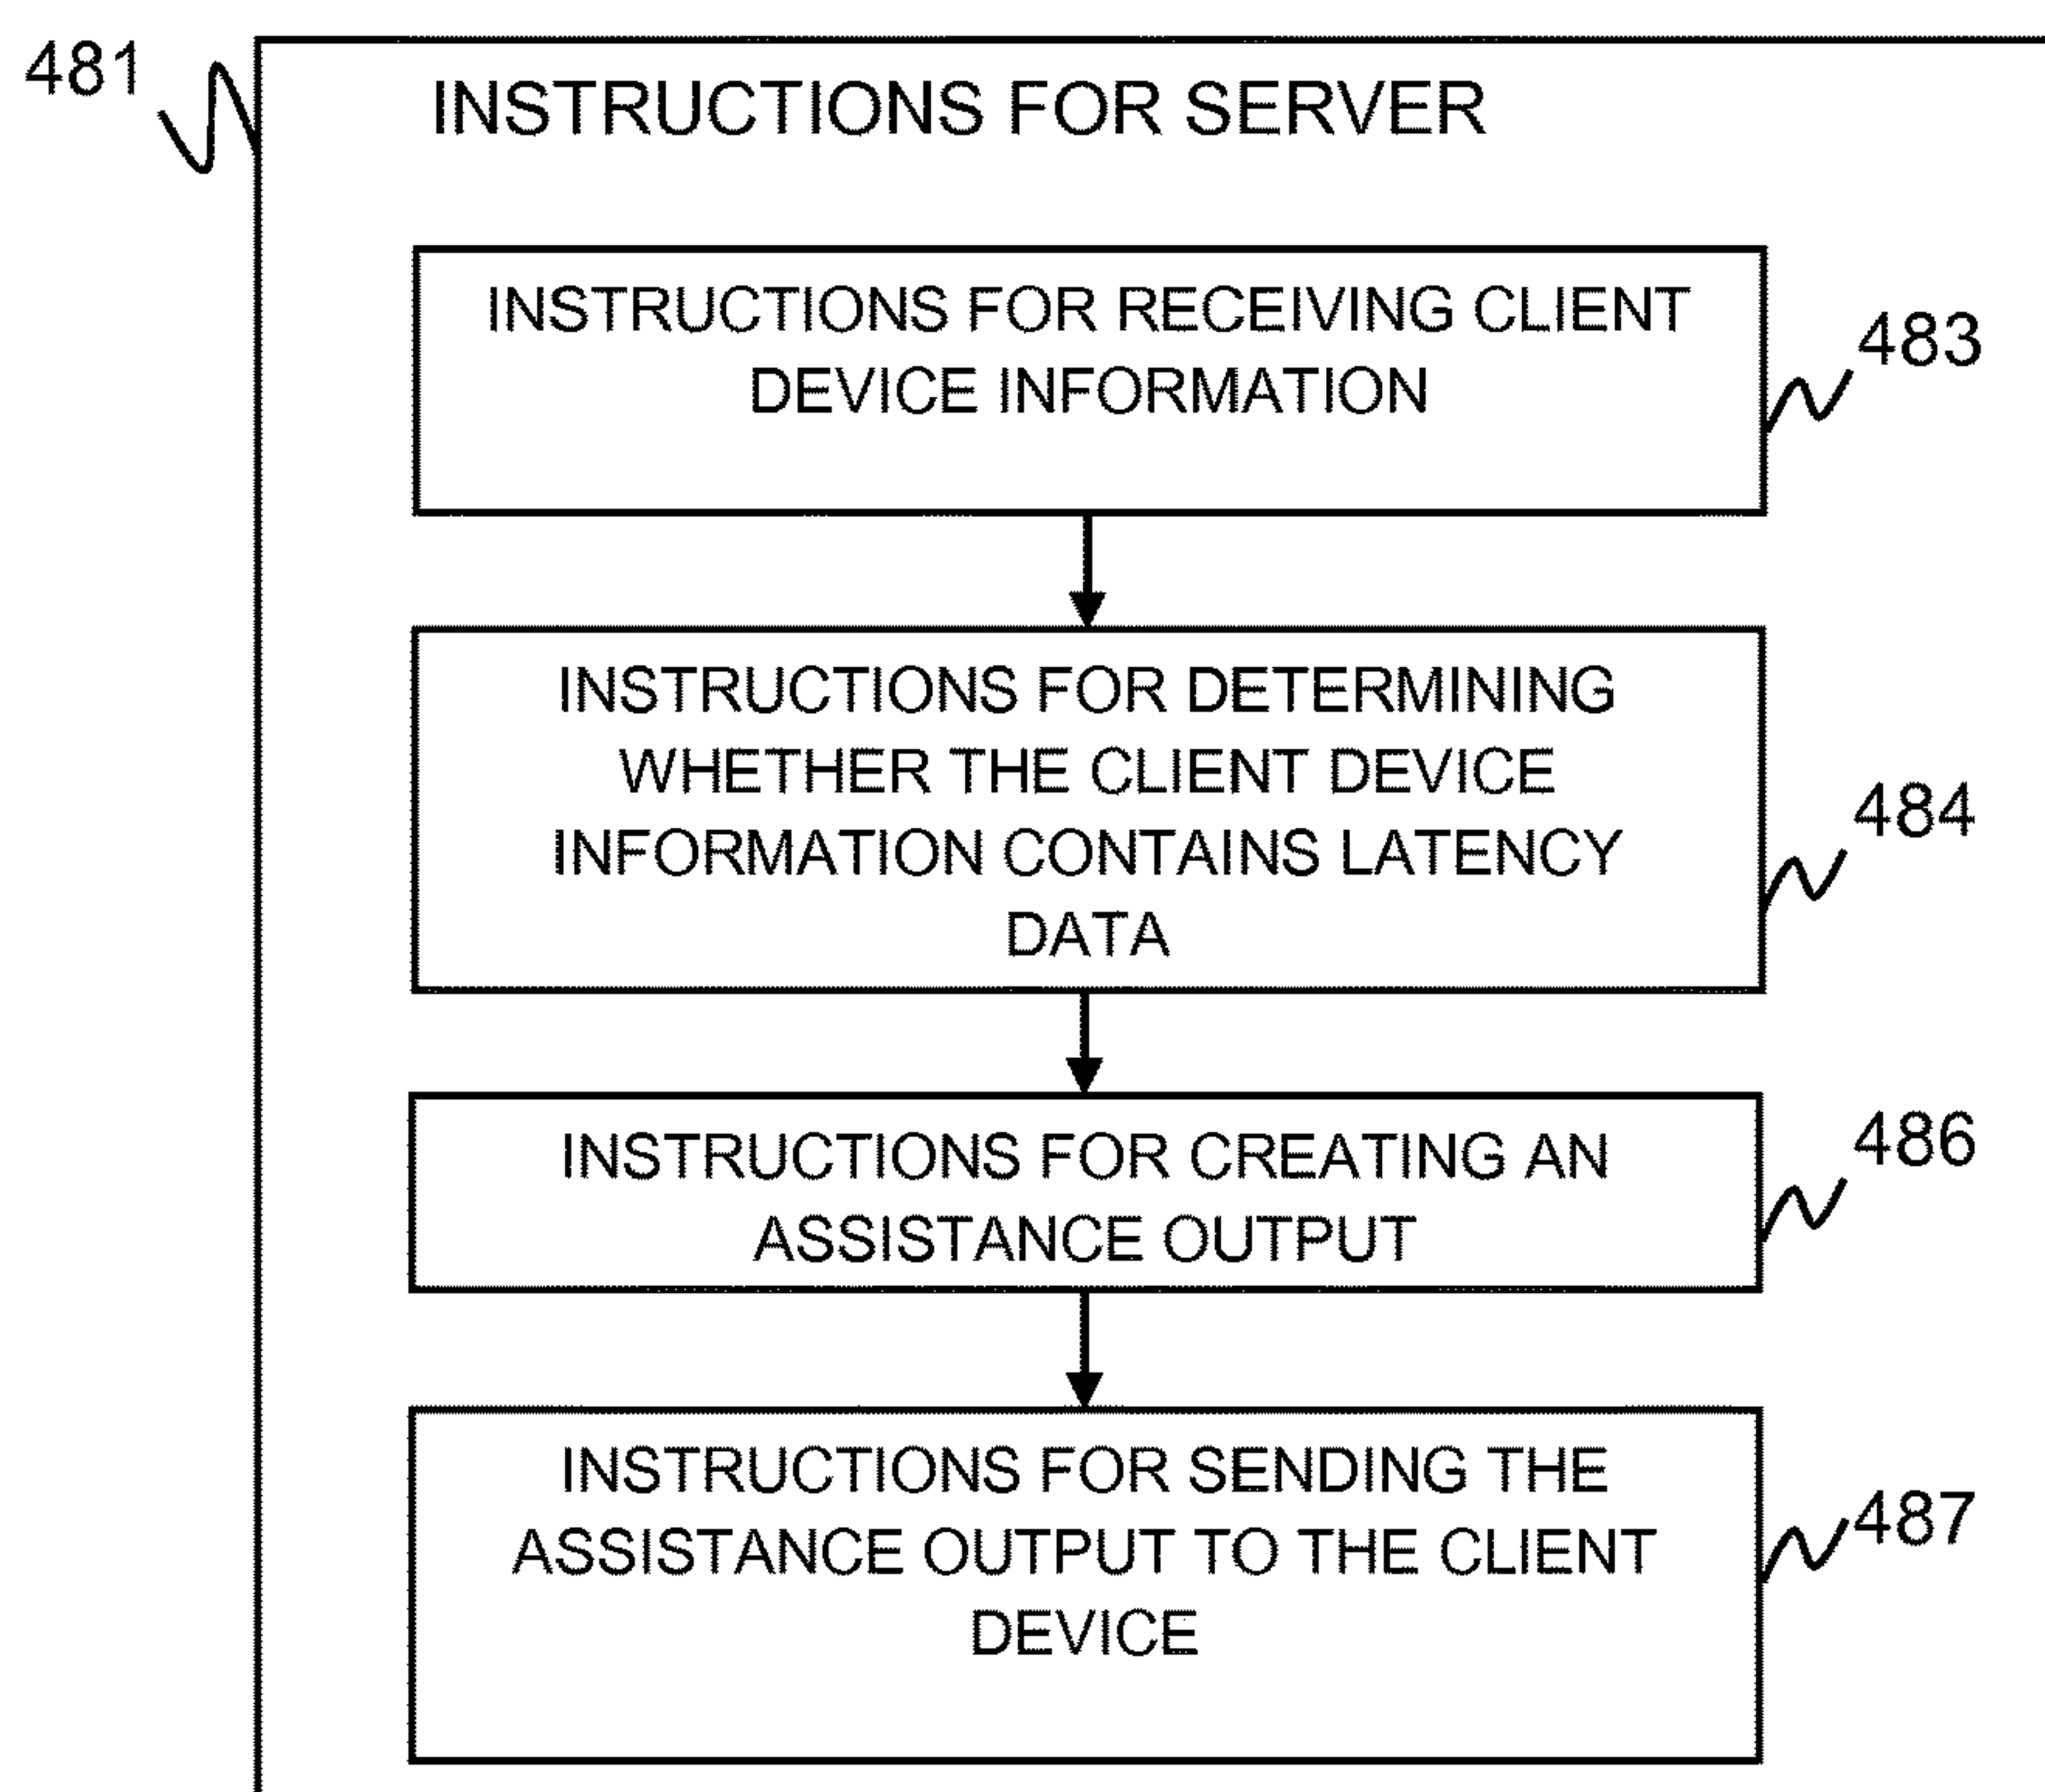 481
INSTRUCTIONS FOR SERVER
INSTRUCTIONS FOR RECEIVING CLIENT
DEVICE INFORMATION
483
INSTRUCTIONS FOR DETERMINING
WHETHER THE CLIENT DEVICE
INFORMATION CONTAINS LATENCY
DATA
484
INSTRUCTIONS FOR CREATING AN
ASSISTANCE OUTPUT
486
INSTRUCTIONS FOR SENDING THE
ASSISTANCE OUTPUT TO THE CLIENT
DEVICE
487